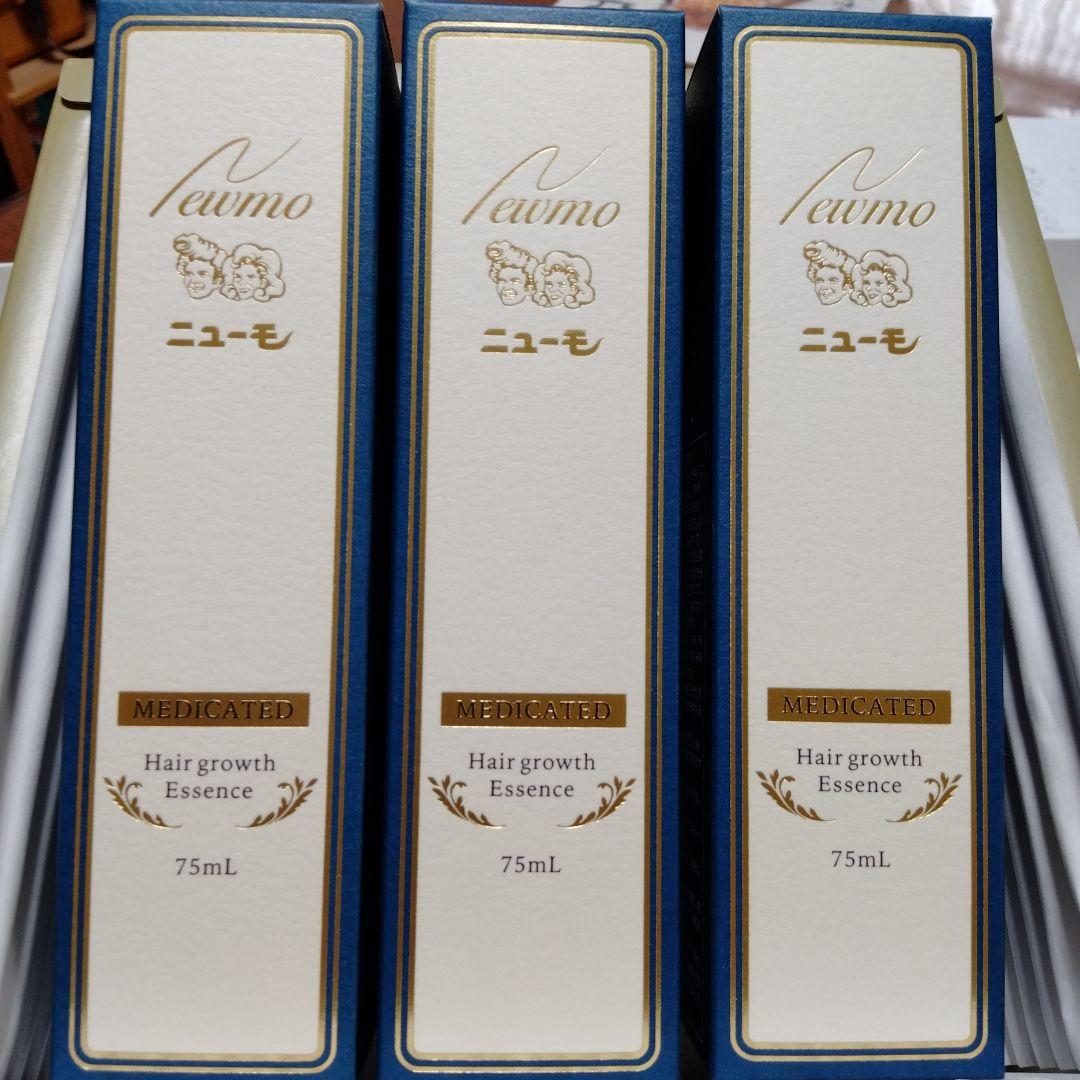 Newmo
ニューモ
MEDICATED
Hair growth
Essence
75mL
Newmo
ニューモ
MEDICATED
Hair growth
Essence
75mL
Newmo
ニューモ
MEDICATED
Hair growth
Essence
75mL